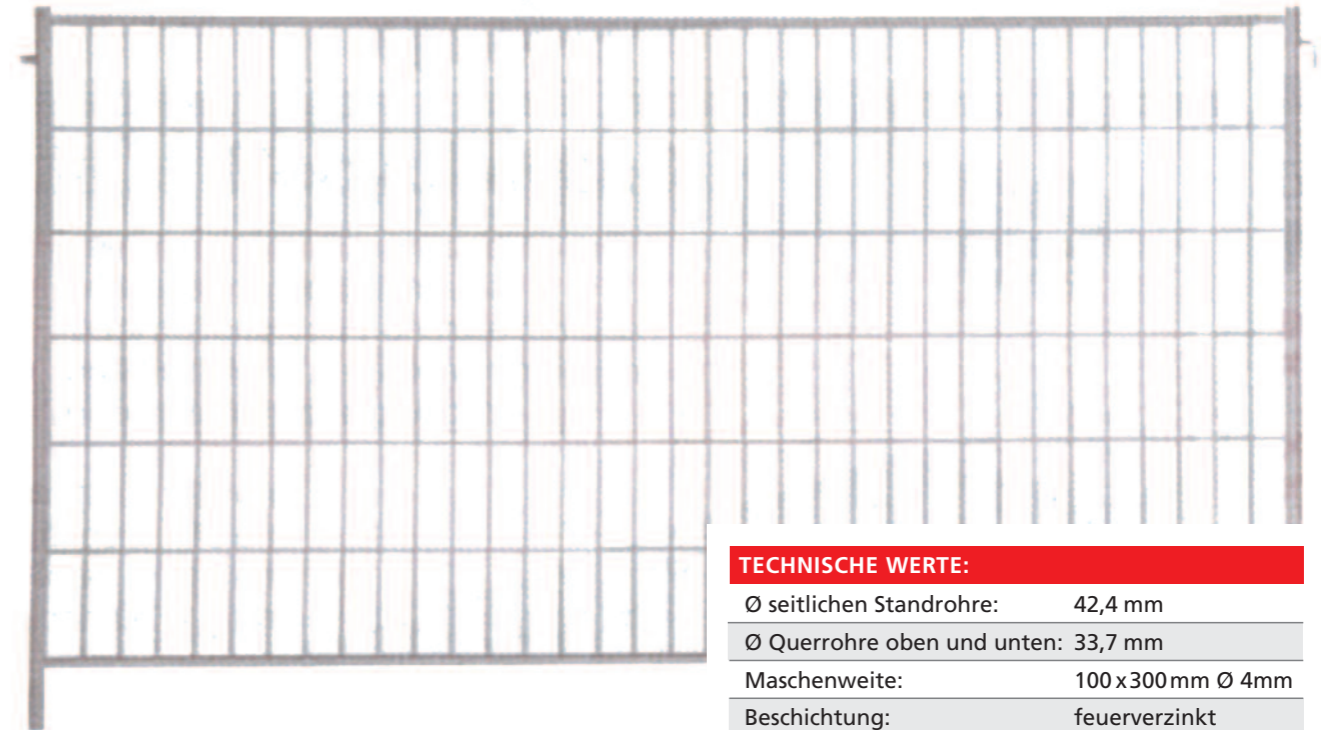 TECHNISCHE WERTE:
Ø seitlichen Standrohre: 42,4 mm
Ø Querrohre oben und unten: 33,7 mm
Maschenweite: 100 x 300 mm Ø 4mm
Beschichtung: feuerverzinkt